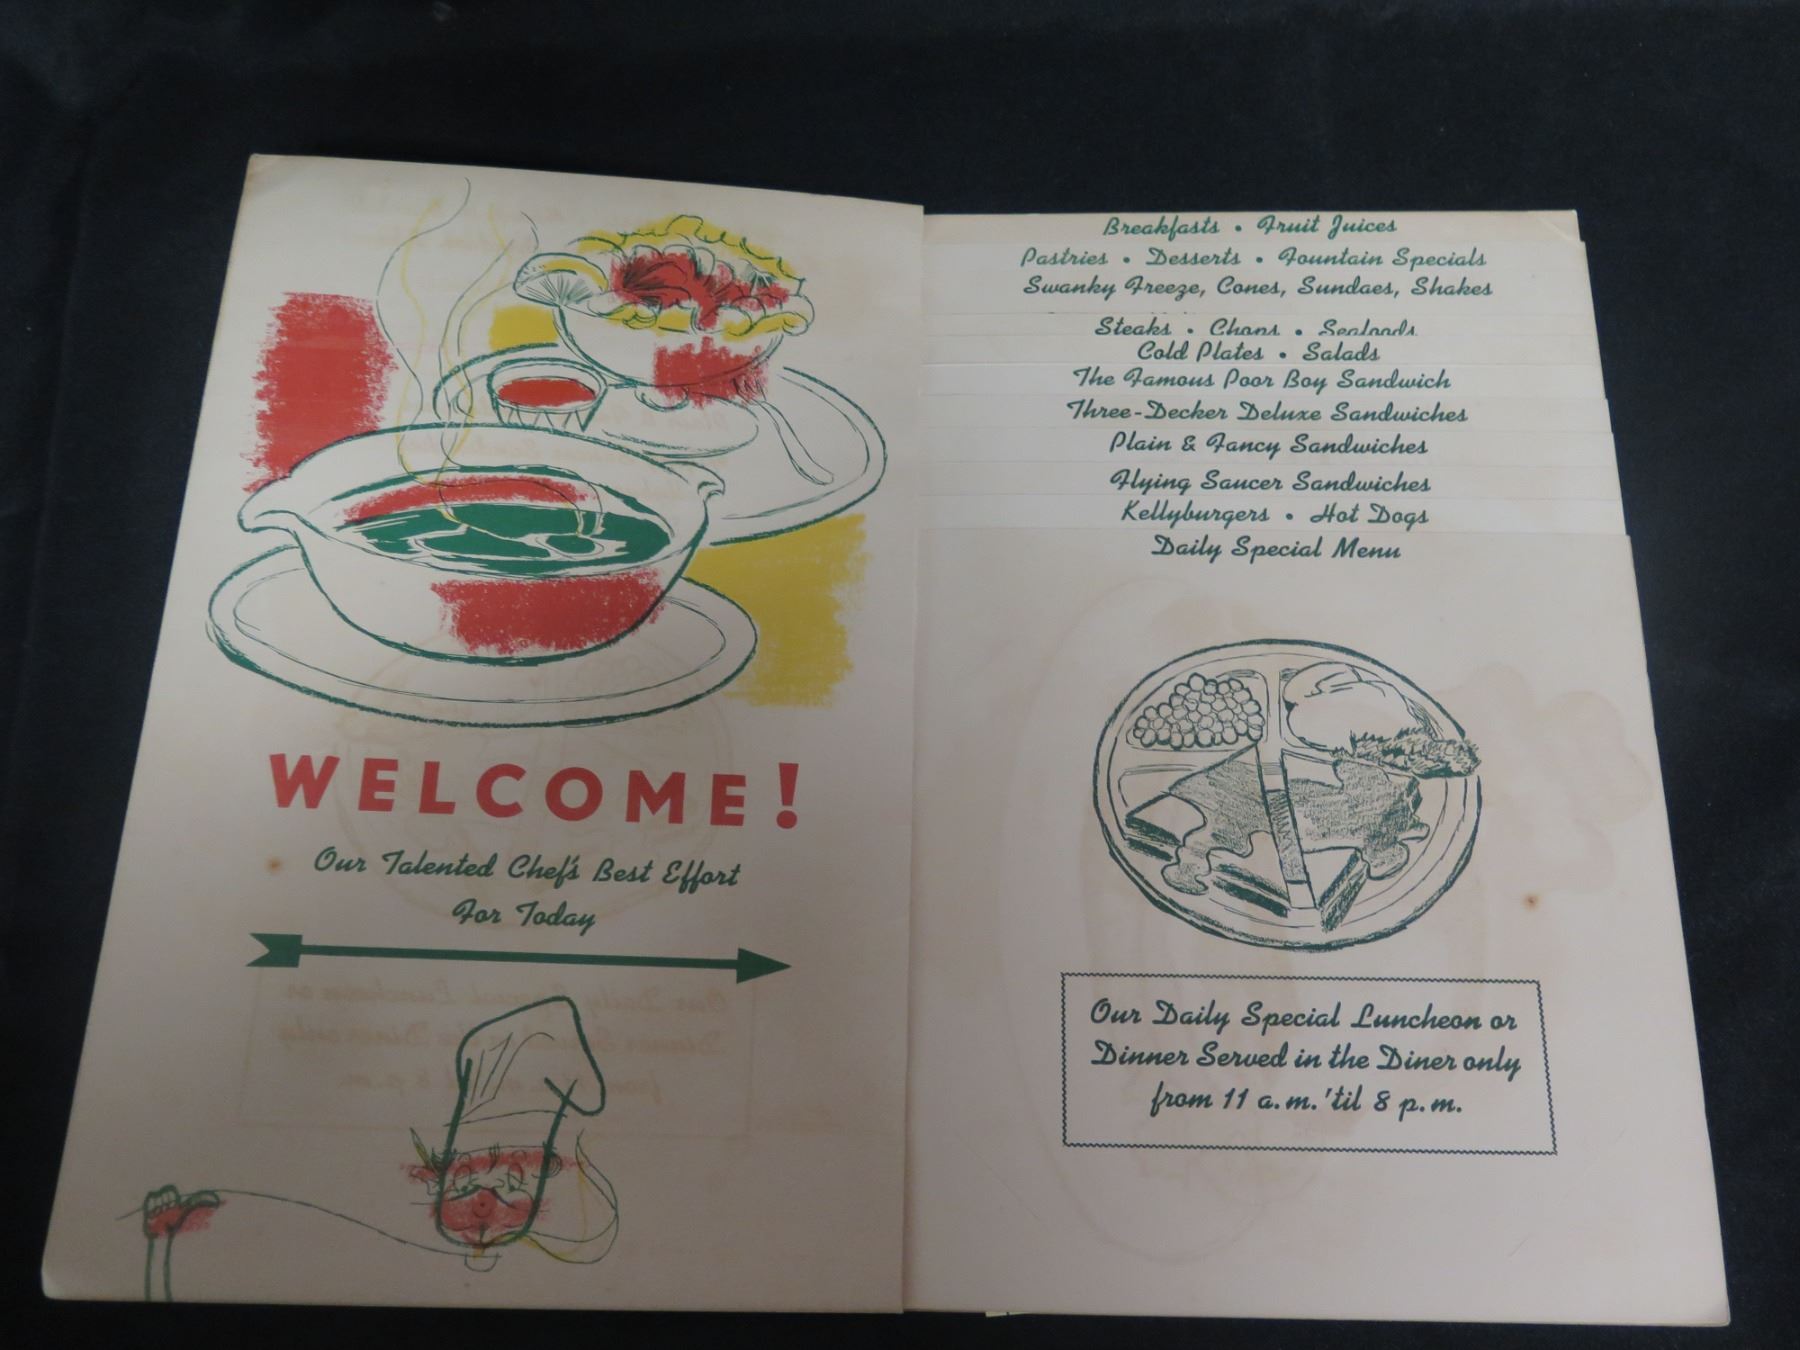 WELCOME!
Our Talented Chef's Best Effort
For Today
Breakfasts • Fruit Juices
Pastries • Desserts • Fountain Specials
Swanky Freeze, Cones, Sundaes, Shakes
Steaks • Chops • Seafoods
Cold Plates • Salads
The Famous Poor Boy Sandwich
Three-Decker Deluxe Sandwiches
Plain & Fancy Sandwiches
Flying Saucer Sandwiches
Kellyburgers • Hot Dogs
Daily Special Menu
Our Daily Special Luncheon or
Dinner Served in the Diner only
from 11 a.m. 'til 8 p.m.